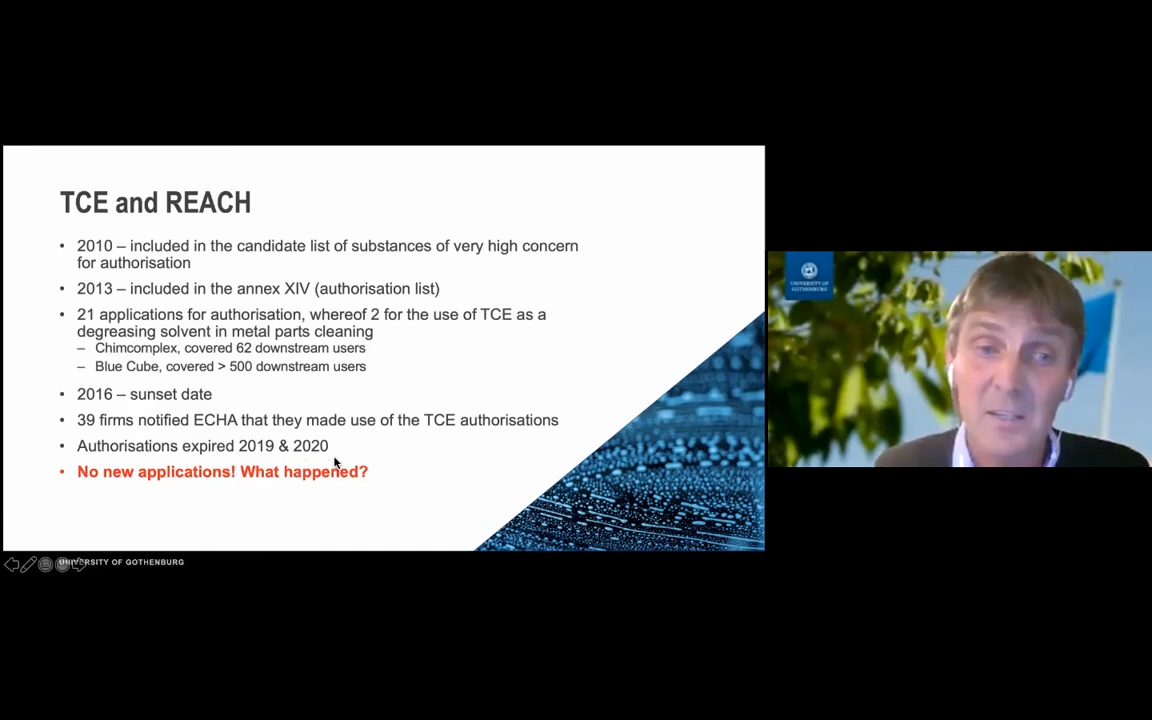 TCE and REACH
• 2010 – included in the candidate list of substances of very high concern
for authorisation
• 2013 – included in the annex XIV (authorisation list)
• 21 applications for authorisation, whereof 2 for the use of TCE as a
degreasing solvent in metal parts cleaning
– Chimcomplex, covered 62 downstream users
– Blue Cube, covered > 500 downstream users
• 2016 – sunset date
• 39 firms notified ECHA that they made use of the TCE authorisations
• Authorisations expired 2019 & 2020
• No new applications! What happened?
UNIVERSITY OF GOTHENBURG
UNIVERSITY OF
GOTHENBURG